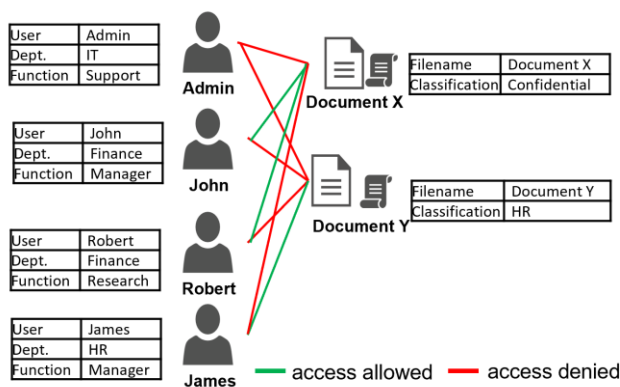 User Admin
Dept. IT
Function Support
Admin
Document X
Filename Document X
Classification Confidential
User John
Dept. Finance
Function Manager
John
Document Y
Filename Document Y
Classification HR
User Robert
Dept. Finance
Function Research
Robert
User James
Dept. HR
Function Manager
James
access allowed
access denied